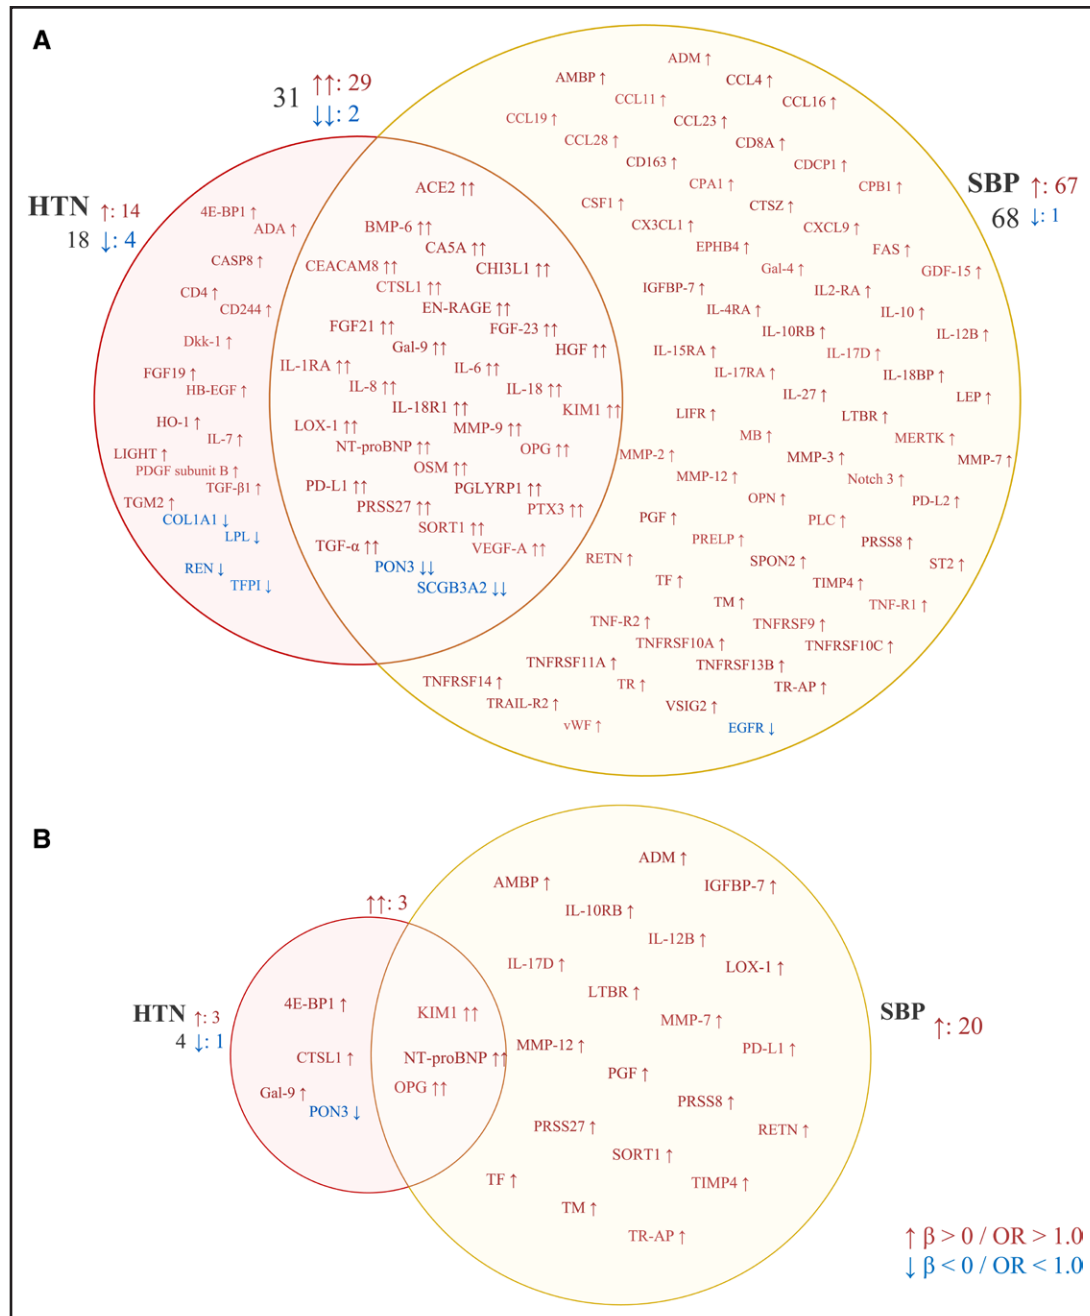 A
31 ↑↑: 29
↓↓: 2
HTN ↑: 14
18 ↓: 4
SBP ↑: 67
68 ↓: 1
4E-BP1 ↑
ADA ↑
CASP8 ↑
CD4 ↑
CD244 ↑
Dkk-1 ↑
FGF19 ↑
HB-EGF ↑
HO-1 ↑
IL-7 ↑
LIGHT ↑
PDGF subunit B ↑
TGF-β1 ↑
TGM2 ↑
COL1A1 ↓
LPL ↓
REN ↓
TFPI ↓
ACE2 ↑↑
BMP-6 ↑↑
CA5A ↑↑
CEACAM8 ↑↑
CHI3L1 ↑↑
CTSL1 ↑↑
EN-RAGE ↑↑
FGF21 ↑↑
FGF-23 ↑↑
Gal-9 ↑↑
HGF ↑↑
IL-1RA ↑↑
IL-6 ↑↑
IL-8 ↑↑
IL-18 ↑↑
IL-18R1 ↑↑
KIM1 ↑↑
LOX-1 ↑↑
MMP-9 ↑↑
NT-proBNP ↑↑
OPG ↑↑
OSM ↑↑
PD-L1 ↑↑
PGLYRP1 ↑↑
PRSS27 ↑↑
PTX3 ↑↑
SORT1 ↑↑
TGF-α ↑↑
VEGF-A ↑↑
PON3 ↓↓
SCGB3A2 ↓↓
ADM ↑
AMBP ↑
CCL4 ↑
CCL11 ↑
CCL16 ↑
CCL19 ↑
CCL23 ↑
CCL28 ↑
CD8A ↑
CD163 ↑
CDCP1 ↑
CPA1 ↑
CPB1 ↑
CSF1 ↑
CTSZ ↑
CX3CL1 ↑
CXCL9 ↑
EPHB4 ↑
FAS ↑
Gal-4 ↑
GDF-15 ↑
IGFBP-7 ↑
IL2-RA ↑
IL-4RA ↑
IL-10 ↑
IL-10RB ↑
IL-12B ↑
IL-15RA ↑
IL-17D ↑
IL-17RA ↑
IL-18BP ↑
IL-27 ↑
LEP ↑
LIFR ↑
LTBR ↑
MB ↑
MERTK ↑
MMP-2 ↑
MMP-3 ↑
MMP-7 ↑
MMP-12 ↑
Notch 3 ↑
OPN ↑
PD-L2 ↑
PGF ↑
PLC ↑
PRELP ↑
PRSS8 ↑
RETN ↑
SPON2 ↑
ST2 ↑
TF ↑
TIMP4 ↑
TM ↑
TNF-R1 ↑
TNF-R2 ↑
TNFRSF9 ↑
TNFRSF10A ↑
TNFRSF10C ↑
TNFRSF11A ↑
TNFRSF13B ↑
TNFRSF14 ↑
TR ↑
TR-AP ↑
TRAIL-R2 ↑
VSIG2 ↑
vWF ↑
EGFR ↓
B
↑↑: 3
HTN ↑: 3
4 ↓: 1
SBP ↑: 20
4E-BP1 ↑
CTSL1 ↑
Gal-9 ↑
PON3 ↓
KIM1 ↑↑
NT-proBNP ↑↑
OPG ↑↑
ADM ↑
AMBP ↑
IGFBP-7 ↑
IL-10RB ↑
IL-12B ↑
IL-17D ↑
LOX-1 ↑
LTBR ↑
MMP-7 ↑
MMP-12 ↑
PD-L1 ↑
PGF ↑
PRSS8 ↑
PRSS27 ↑
RETN ↑
SORT1 ↑
TF ↑
TIMP4 ↑
TM ↑
TR-AP ↑
↑ β > 0 / OR > 1.0
↓ β < 0 / OR < 1.0